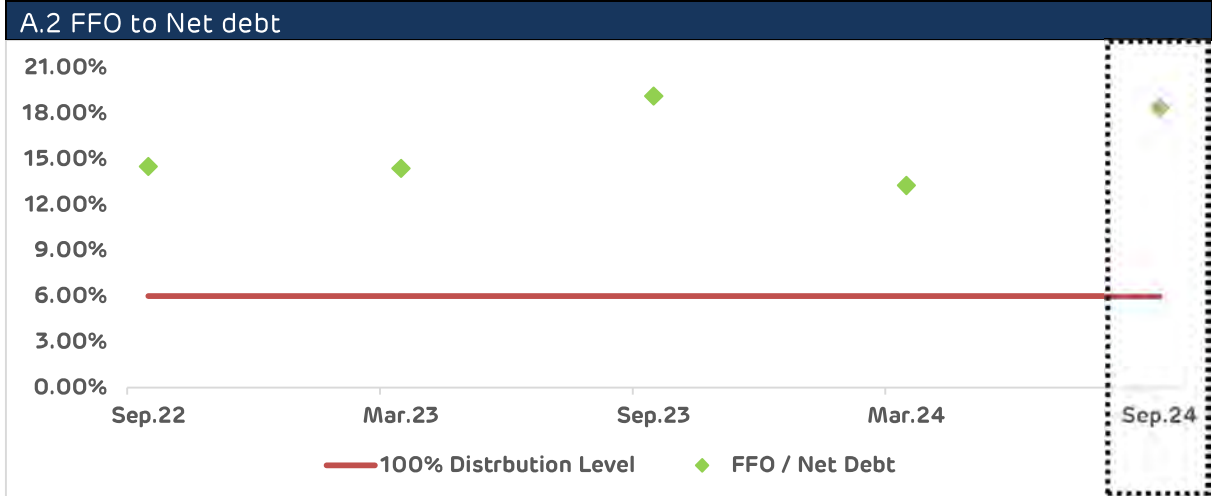 A.2 FFO to Net debt
21.00%
18.00%
15.00%
12.00%
9.00%
6.00%
3.00%
0.00%
Sep.22 Mar.23 Sep.23 Mar.24 Sep.24
100% Distrbution Level FFO / Net Debt